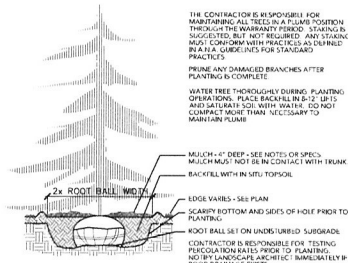 THE CONTRACTOR IS RESPONSIBLE FOR
MAINTAINING ALL TREES IN A PLUMB POSITION
THROUGH THE WARRANTY PERIOD. STAKING IS
SUGGESTED, BUT NOT REQUIRED. ANY STAKING
MUST CONFORM WITH PRACTICES AS DEFINED
IN A.N.A. GUIDELINES FOR STANDARD
PRACTICES
PRUNE ANY DAMAGED BRANCHES AFTER
PLANTING IS COMPLETE.
WATER TREE THOROUGHLY DURING PLANTING
OPERATIONS. PLACE BACKFILL IN 8-12" LIFTS
AND SATURATE SOIL WITH WATER. DO NOT
COMPACT MORE THAN NECESSARY TO
MAINTAIN PLUMB.
MULCH - 4" DEEP - SEE NOTES OR SPECS.
MULCH MUST NOT BE IN CONTACT WITH TRUNK
BACKFILL WITH IN SITU TOPSOIL
2x ROOT BALL WIDTH
EDGE VARIES - SEE PLAN
SCARIFY BOTTOM AND SIDES OF HOLE PRIOR TO
PLANTING
ROOT BALL SET ON UNDISTURBED SUBGRADE
CONTRACTOR IS RESPONSIBLE FOR TESTING
PERCOLATION RATES PRIOR TO PLANTING.
NOTIFY LANDSCAPE ARCHITECT IMMEDIATELY IF